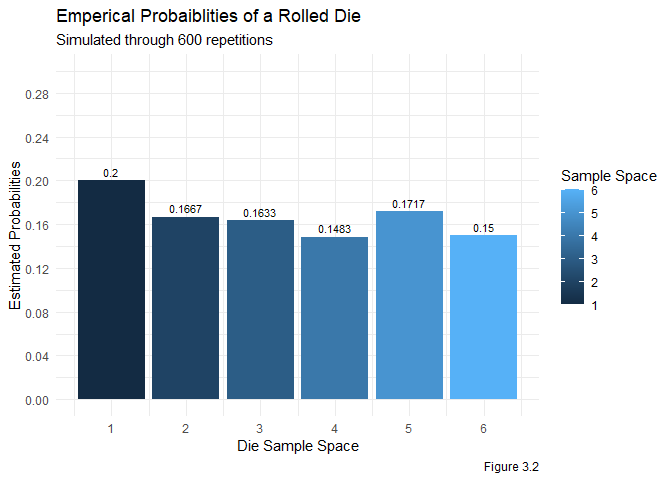 Emperical Probaiblities of a Rolled Die
Simulated through 600 repetitions
Estimated Probabilities
0.28
0.24
0.20
0.16
0.12
0.08
0.04
0.00
0.2
0.1667
0.1633
0.1483
0.1717
0.15
1 2 3 4 5 6
Die Sample Space
Sample Space
6
5
4
3
2
1
Figure 3.2